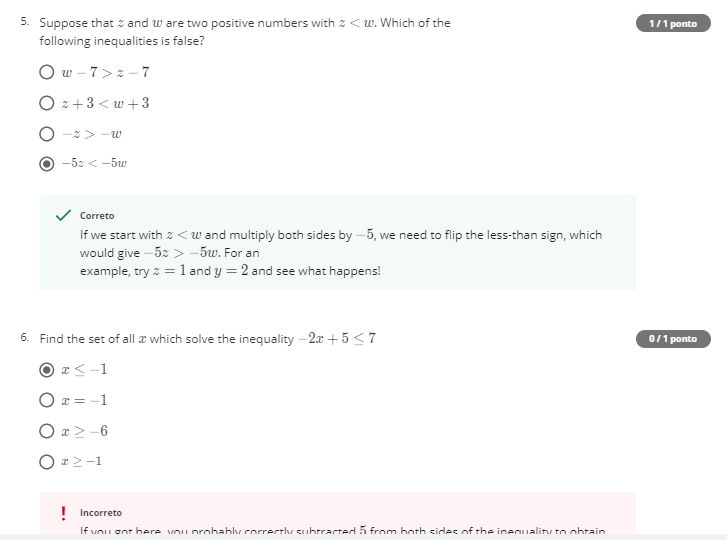 5. Suppose that z and w are two positive numbers with z < w. Which of the 1 / 1 ponto
following inequalities is false?
w − 7 > z − 7
z + 3 < w + 3
−z > −w
−5z < −5w
Correto
If we start with z < w and multiply both sides by −5, we need to flip the less-than sign, which
would give −5z > −5w. For an
example, try z = 1 and y = 2 and see what happens!
6. Find the set of all x which solve the inequality −2x + 5 ≤ 7 0 / 1 ponto
x ≤ −1
x = −1
x ≥ −6
x ≥ −1
! Incorreto
If you got here, you probably correctly subtracted 5 from both sides of the inequality to obtain